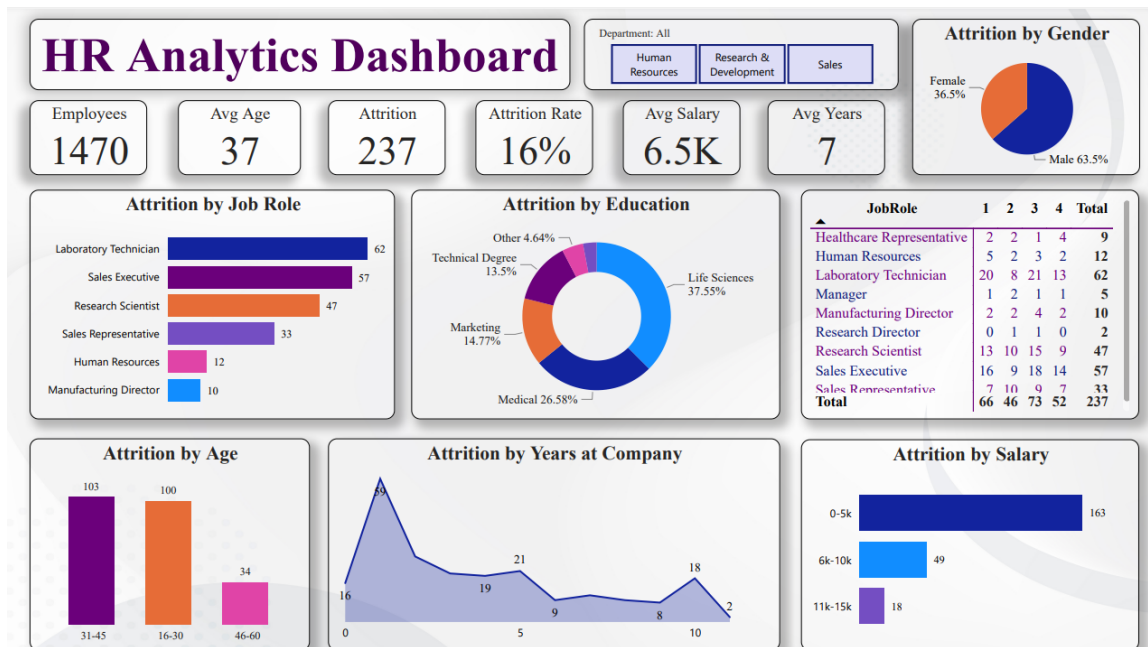 HR Analytics Dashboard
Department: All
Human
Resources
Research &
Development
Sales
Attrition by Gender
Female
36.5%
Male 63.5%
Employees
1470
Avg Age
37
Attrition
237
Attrition Rate
16%
Avg Salary
6.5K
Avg Years
7
Attrition by Job Role
Laboratory Technician 62
Sales Executive 57
Research Scientist 47
Sales Representative 33
Human Resources 12
Manufacturing Director 10
Attrition by Education
Other 4.64%
Technical Degree
13.5%
Life Sciences
37.55%
Marketing
14.77%
Medical 26.58%
JobRole 1 2 3 4 Total
Healthcare Representative 2 2 1 4 9
Human Resources 5 2 3 2 12
Laboratory Technician 20 8 21 13 62
Manager 1 2 1 1 5
Manufacturing Director 2 2 4 2 10
Research Director 0 1 1 0 2
Research Scientist 13 10 15 9 47
Sales Executive 16 9 18 14 57
Sales Representative 7 10 9 7 33
Total 66 46 73 52 237
Attrition by Age
103
100
34
31-45 16-30 46-60
Attrition by Years at Company
59
16
19
21
9
8
18
2
0 5 10
Attrition by Salary
0-5k 163
6k-10k 49
11k-15k 18